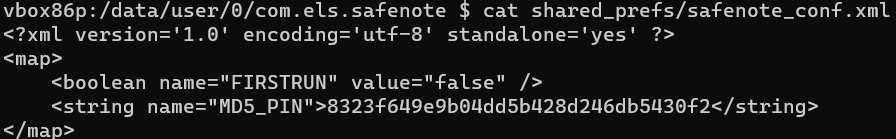 vbox86p:/data/user/0/com.els.safenote $ cat shared_prefs/safenote_conf.xml
<?xml version='1.0' encoding='utf-8' standalone='yes' ?>
<map>
    <boolean name="FIRSTRUN" value="false" />
    <string name="MD5_PIN">8323f649e9b04dd5b428d246db5430f2</string>
</map>